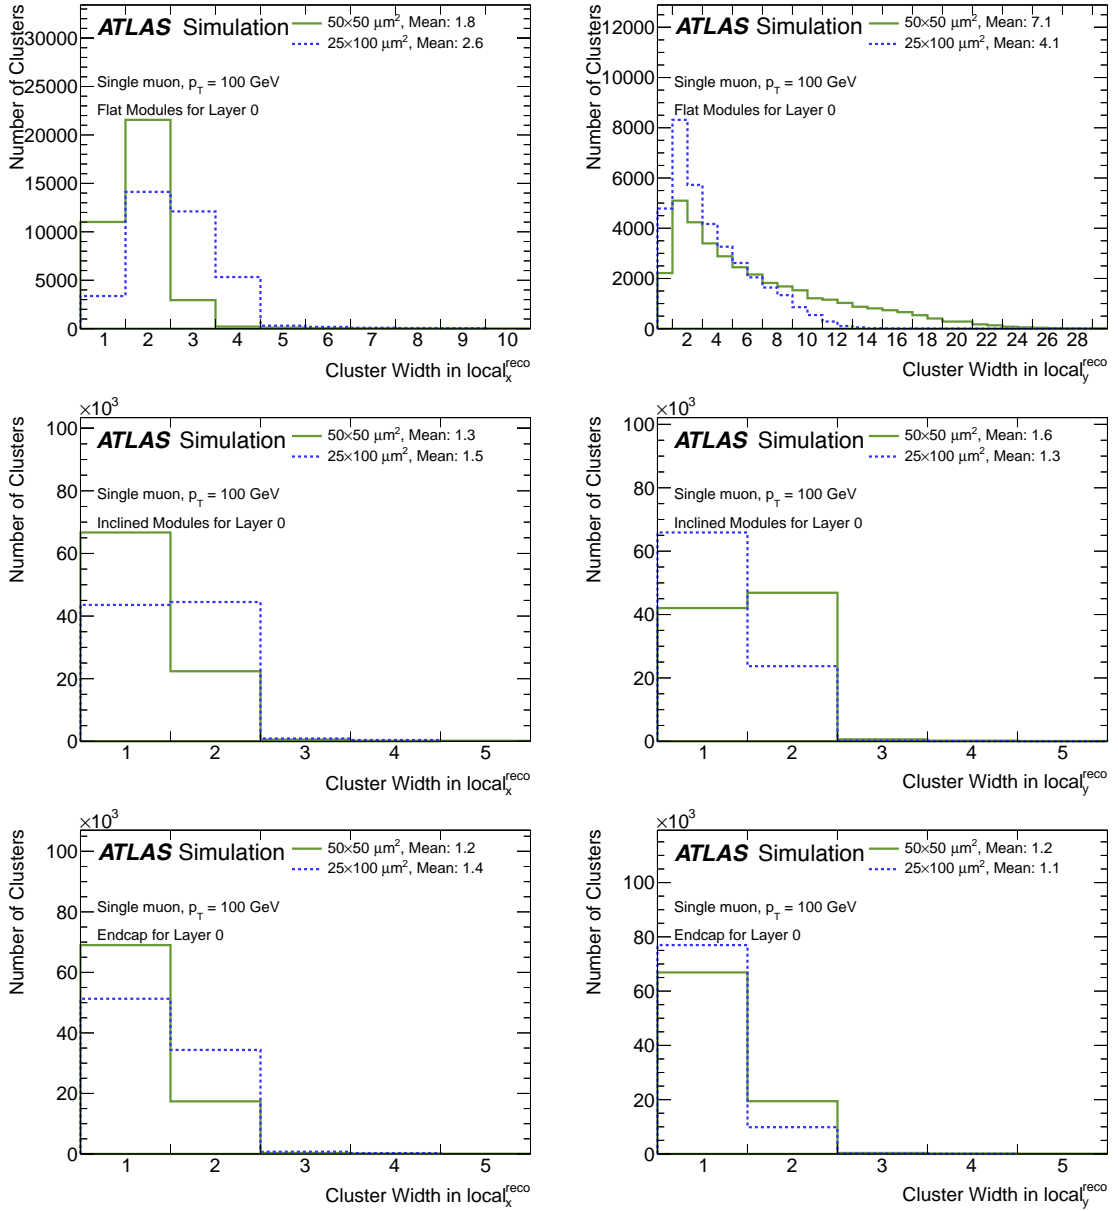 ATLAS Simulation
50×50 μm², Mean: 1.8
25×100 μm², Mean: 2.6
Single muon, p_T = 100 GeV
Flat Modules for Layer 0
Number of Clusters
30000
25000
20000
15000
10000
5000
0
1 2 3 4 5 6 7 8 9 10
Cluster Width in local_x^reco
ATLAS Simulation
50×50 μm², Mean: 7.1
25×100 μm², Mean: 4.1
Single muon, p_T = 100 GeV
Flat Modules for Layer 0
Number of Clusters
12000
10000
8000
6000
4000
2000
0
2 4 6 8 10 12 14 16 18 20 22 24 26 28
Cluster Width in local_y^reco
×10³
ATLAS Simulation
50×50 μm², Mean: 1.3
25×100 μm², Mean: 1.5
Single muon, p_T = 100 GeV
Inclined Modules for Layer 0
Number of Clusters
100
80
60
40
20
0
1 2 3 4 5
Cluster Width in local_x^reco
×10³
ATLAS Simulation
50×50 μm², Mean: 1.6
25×100 μm², Mean: 1.3
Single muon, p_T = 100 GeV
Inclined Modules for Layer 0
Number of Clusters
100
80
60
40
20
0
1 2 3 4 5
Cluster Width in local_y^reco
×10³
ATLAS Simulation
50×50 μm², Mean: 1.2
25×100 μm², Mean: 1.4
Single muon, p_T = 100 GeV
Endcap for Layer 0
Number of Clusters
100
80
60
40
20
0
1 2 3 4 5
Cluster Width in local_x^reco
×10³
ATLAS Simulation
50×50 μm², Mean: 1.2
25×100 μm², Mean: 1.1
Single muon, p_T = 100 GeV
Endcap for Layer 0
Number of Clusters
100
80
60
40
20
0
1 2 3 4 5
Cluster Width in local_y^reco